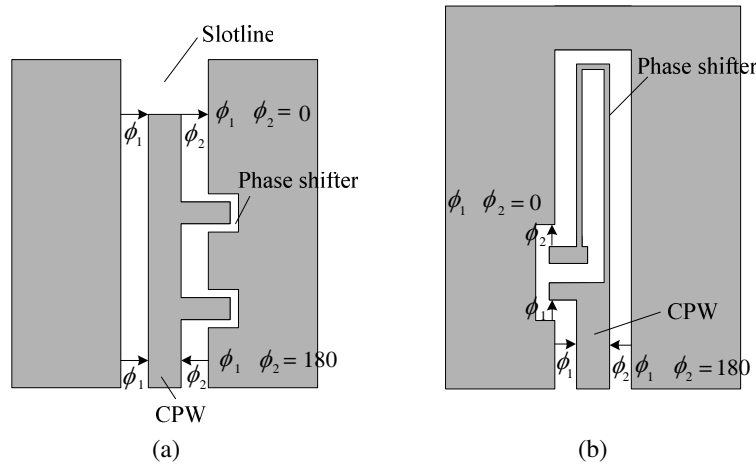 Slotline
ϕ₁ ϕ₂ ϕ₁ ϕ₂ = 0
Phase shifter
ϕ₁ ϕ₂ ϕ₁ ϕ₂ = 180
CPW
(a)
Phase shifter
ϕ₁ ϕ₂ = 0
ϕ₂
ϕ₁
CPW
ϕ₁ ϕ₂ ϕ₁ ϕ₂ = 180
(b)